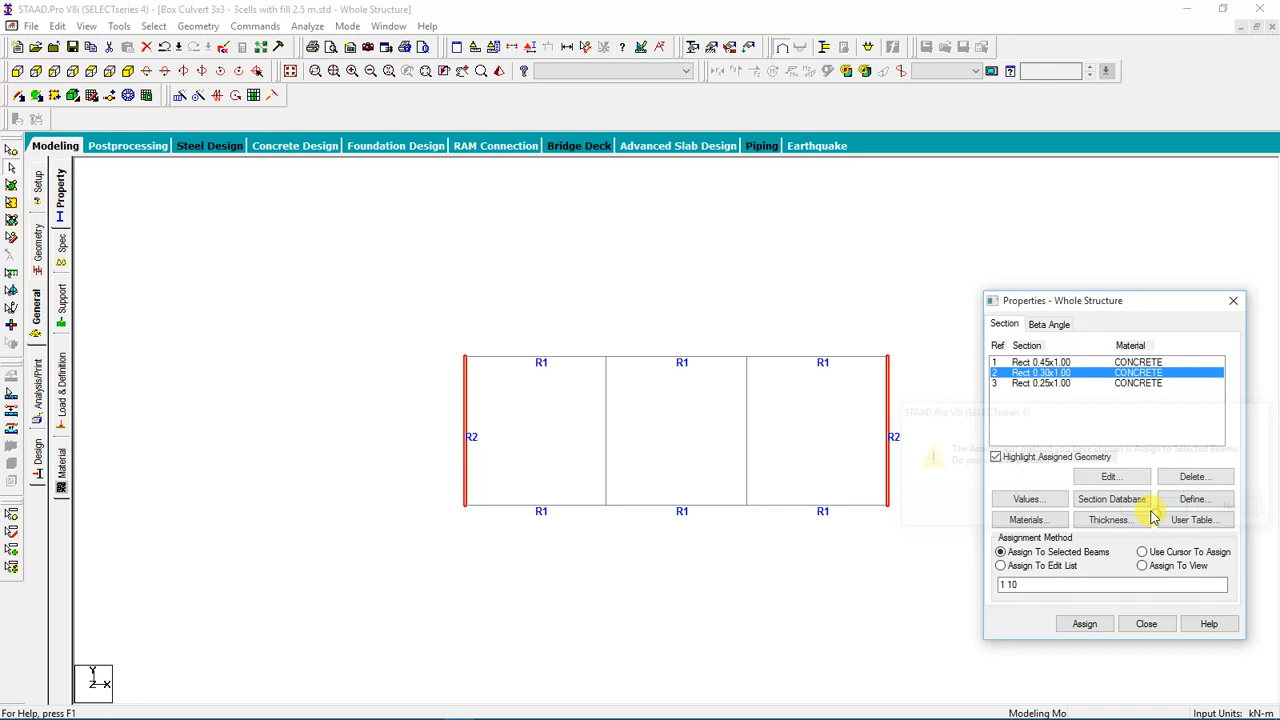 STAAD.Pro V8i (SELECTseries 4) - [Box Culvert 3x3 - 3cells with fill 2.5 m.std - Whole Structure]
File Edit View Tools Select Geometry Commands Analyze Mode Window Help
Modeling Postprocessing Steel Design Concrete Design Foundation Design RAM Connection Bridge Deck Advanced Slab Design Piping Earthquake
Setup
Geometry
General
Analysis/Print
Design
Property
Spec
Support
Load & Definition
Material
R1 R1 R1
R2 R2
R1 R1 R1
Properties - Whole Structure
Section Beta Angle
Ref Section Material
1 Rect 0.45x1.00 CONCRETE
2 Rect 0.30x1.00 CONCRETE
3 Rect 0.25x1.00 CONCRETE
STAAD.Pro V8i (SELECTseries 4)
Highlight Assigned Geometry
Edit... Delete...
Values... Section Database Define...
Materials... Thickness... User Table...
Assignment Method
Assign To Selected Beams Use Cursor To Assign
Assign To Edit List Assign To View
1 10
Assign Close Help
Y
Z X
For Help, press F1 Modeling Mo Input Units: kN-m